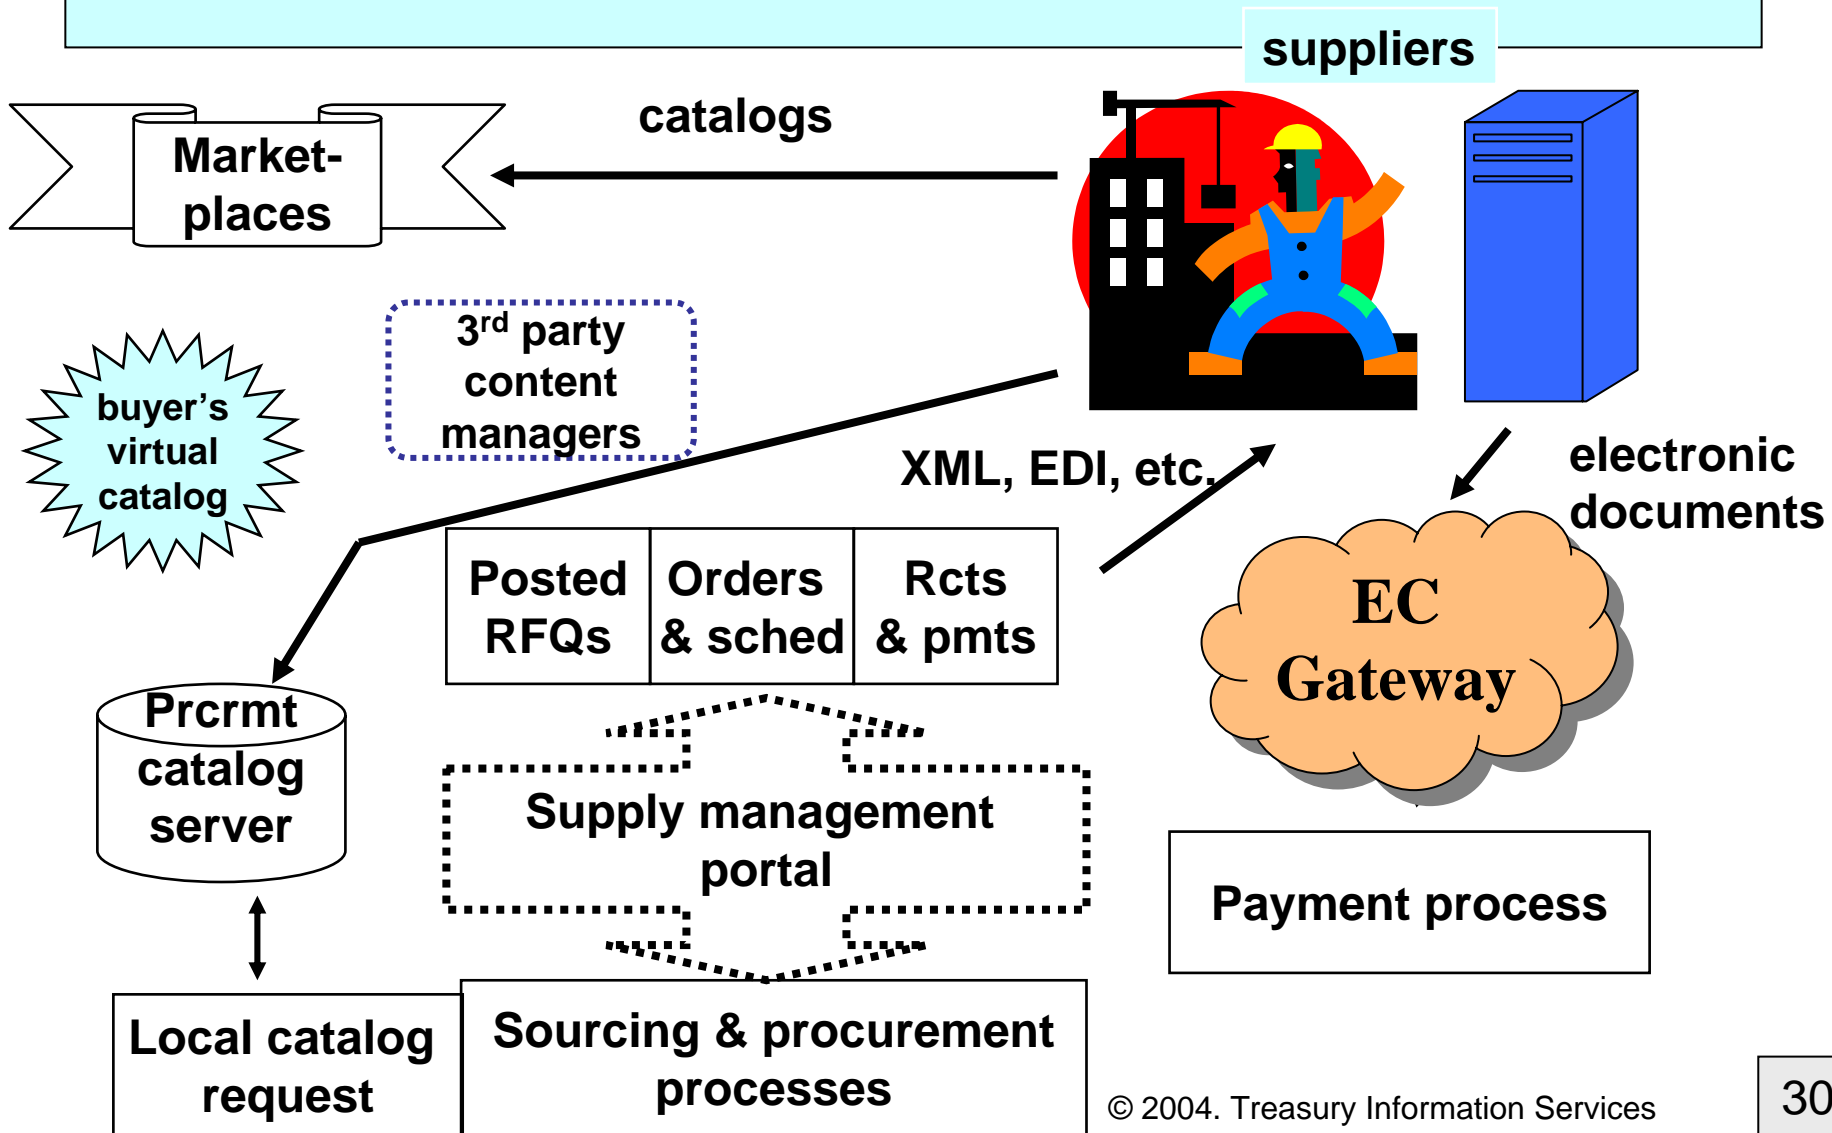 suppliers
catalogs
Market-
places
3rd party
content
managers
buyer's
virtual
catalog
XML, EDI, etc.
electronic
documents
Posted
RFQs
Orders
& sched
Rcts
& pmts
EC
Gateway
Prcrmt
catalog
server
Supply management
portal
Payment process
Local catalog
request
Sourcing & procurement
processes
© 2004. Treasury Information Services
30